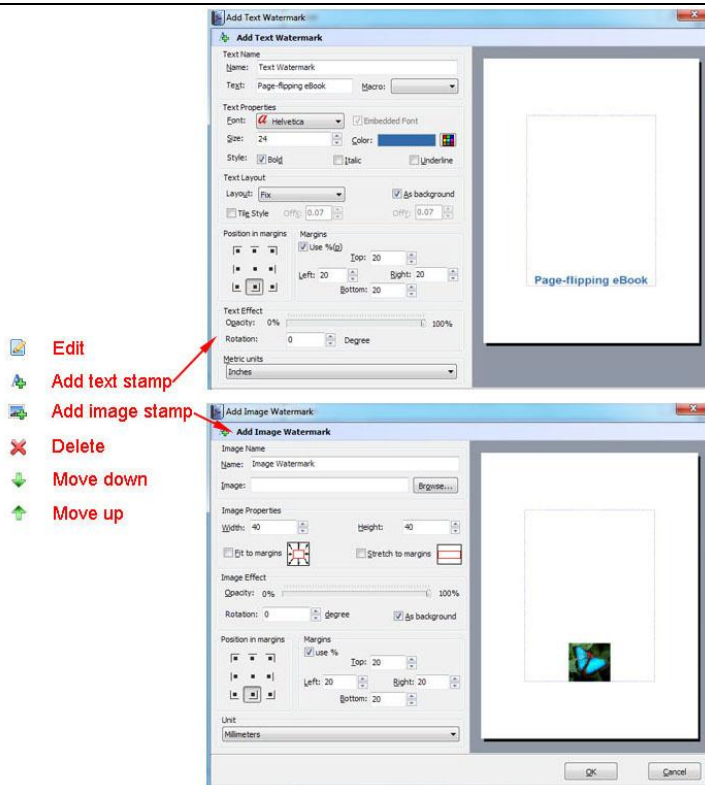 Add Text Watermark
Add Text Watermark
Text Name
Name: Text Watermark
Text: Page-flipping eBook Macro:
Text Properties
Font: Helvetica Embedded Font
Size: 24 Color:
Style: Bold Italic Underline
Text Layout
Layout: Fix As background
Tile Style 0.07 0.07
Position in margins Margins
Use %(p)
Top: 20
Left: 20 Right: 20
Bottom: 20
Page-flipping eBook
Text Effect
Opacity: 0% 100%
Rotation: 0 Degree
Metric units
Inches
Edit
Add text stamp
Add image stamp
Delete
Move down
Move up
Add Image Watermark
Add Image Watermark
Image Name
Name: Image Watermark
Image: Browse...
Image Properties
Width: 40 Height: 40
Fit to margins Stretch to margins
Image Effect
Opacity: 0% 100%
Rotation: 0 degree As background
Position in margins Margins
use %
Top: 20
Left: 20 Right: 20
Bottom: 20
Unit
Millimeters
OK Cancel